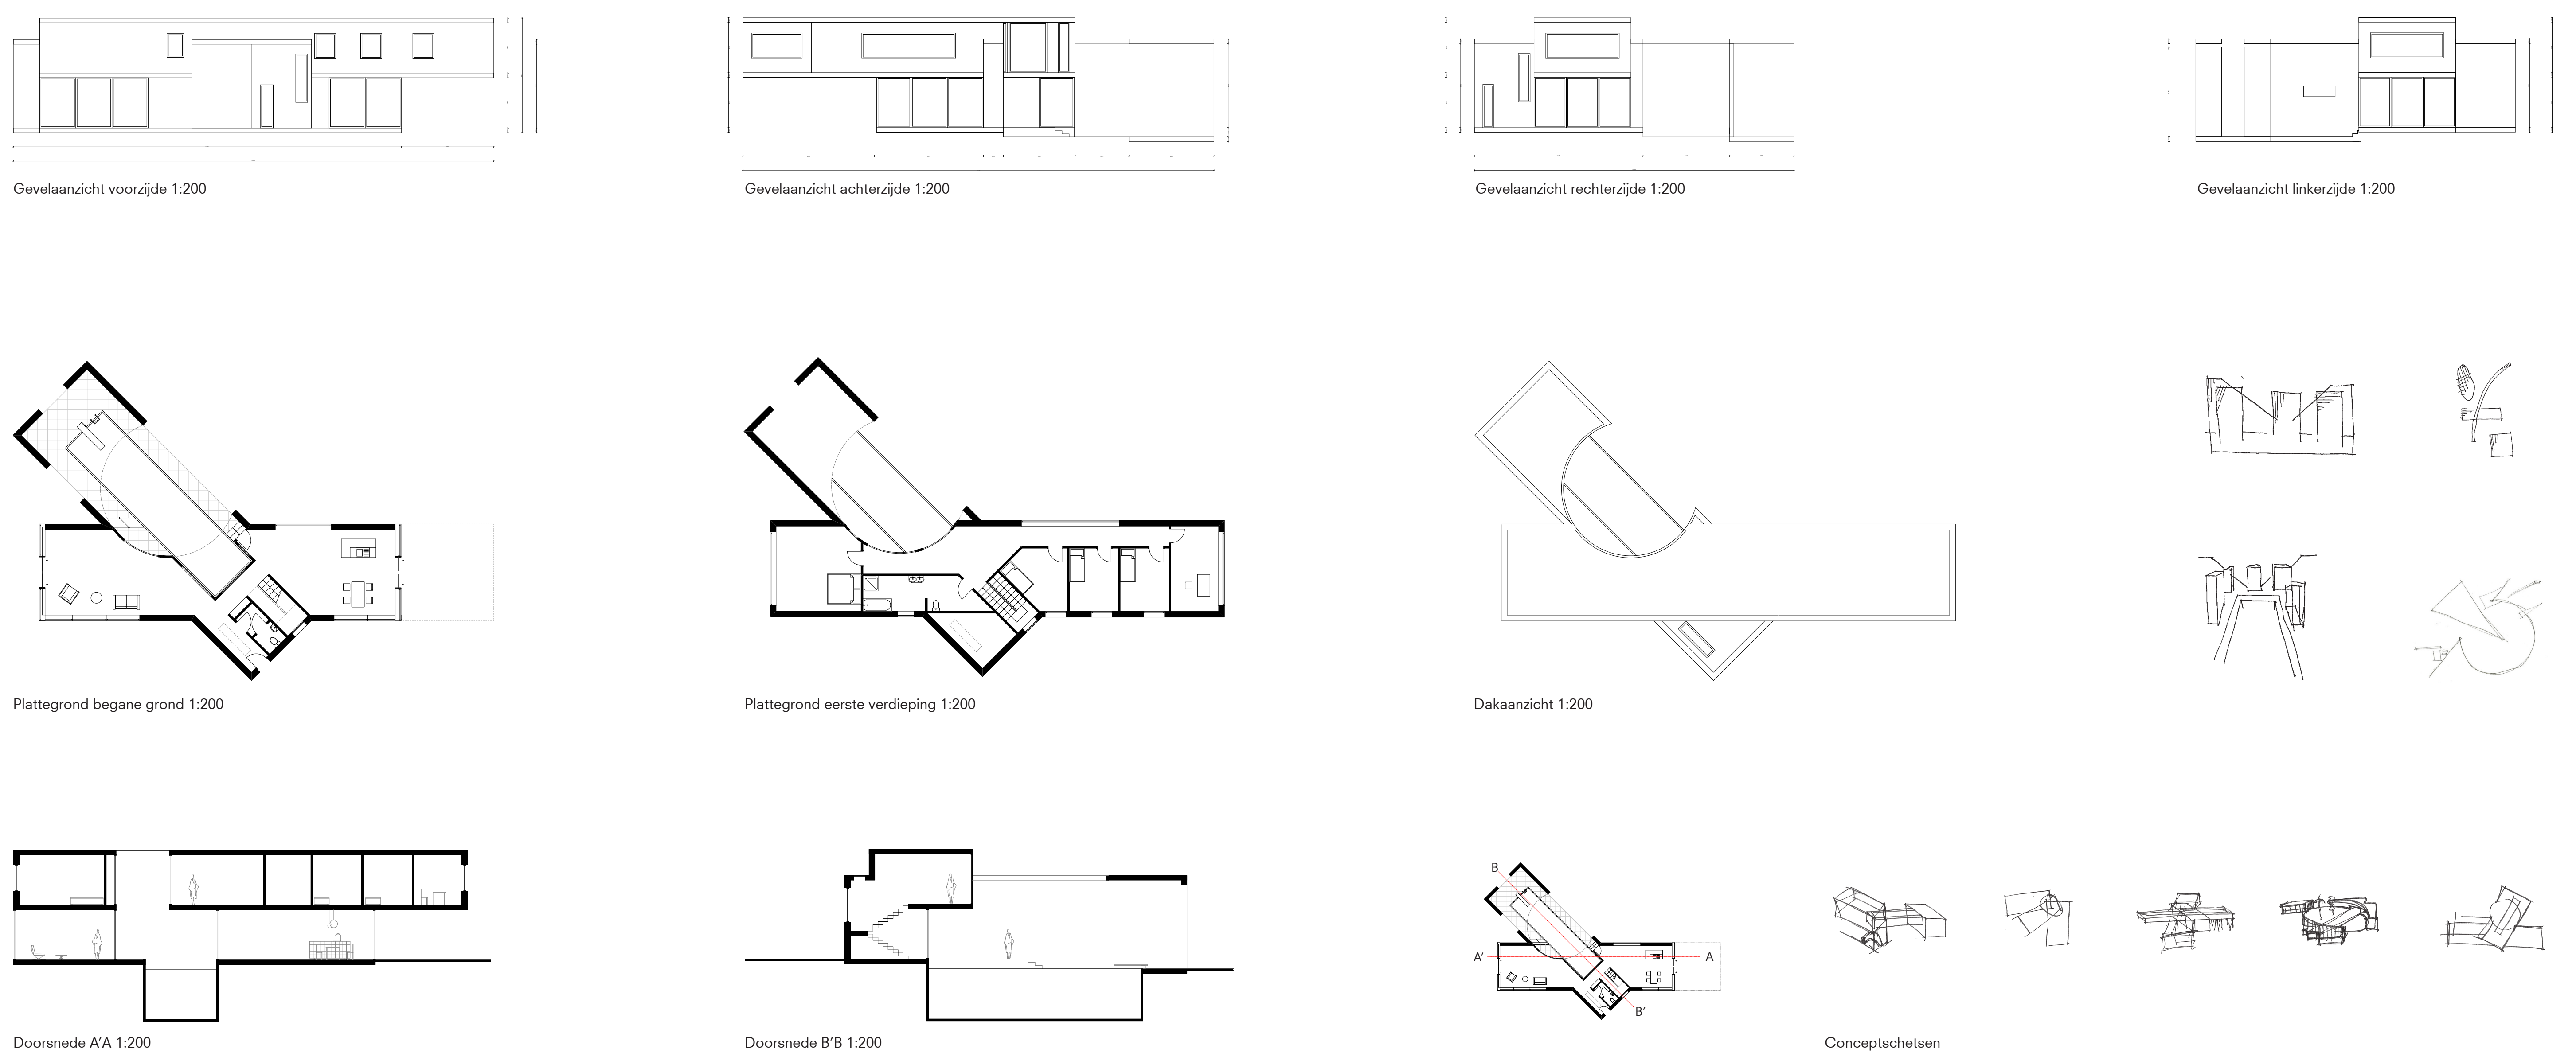 Gevelaanzicht voorzijde 1:200
Gevelaanzicht achterzijde 1:200
Gevelaanzicht rechterzijde 1:200
Gevelaanzicht linkerzijde 1:200
Plattegrond begane grond 1:200
Plattegrond eerste verdieping 1:200
Dakaanzicht 1:200
B
A'
A
B'
Doorsnede A'A 1:200
Doorsnede B'B 1:200
Conceptschetsen